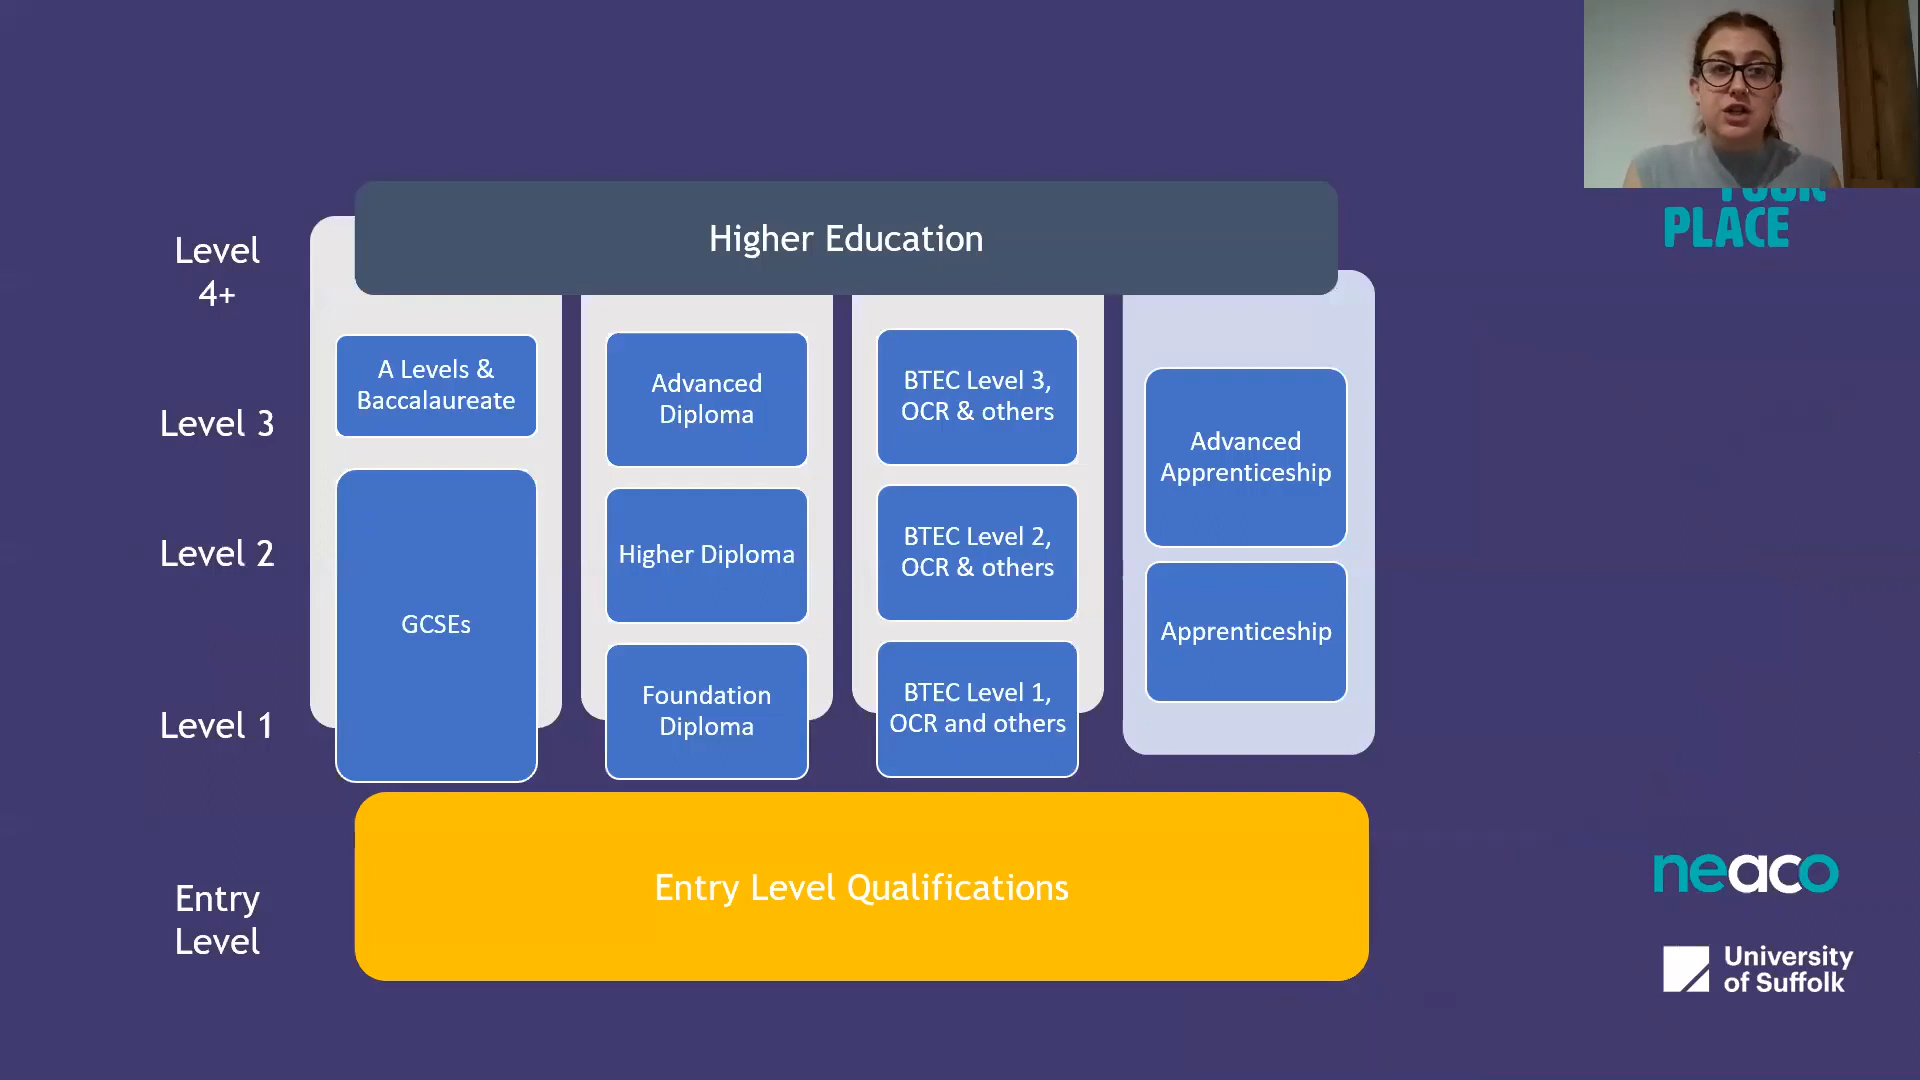 YOUR
PLACE
Higher Education
Level
4+
A Levels &
Baccalaureate
Advanced
Diploma
BTEC Level 3,
OCR & others
Level 3
Advanced
Apprenticeship
Level 2
Higher Diploma
BTEC Level 2,
OCR & others
GCSEs
Apprenticeship
Level 1
Foundation
Diploma
BTEC Level 1,
OCR and others
Entry Level Qualifications
Entry
Level
neaco
University
of Suffolk